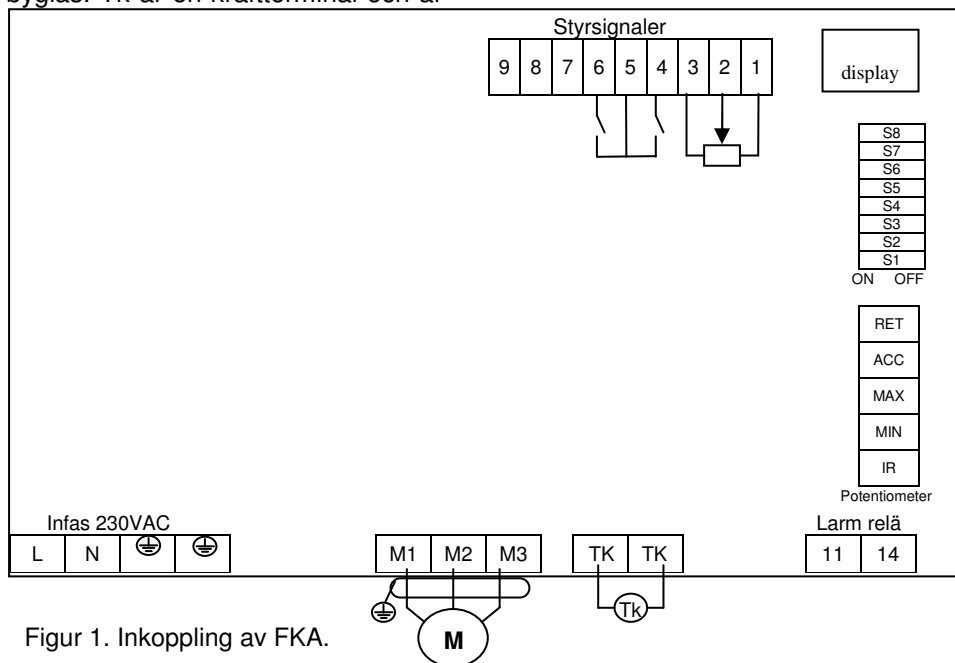 byglas. Tk är en kraftterminal och är
Styrsignaler
9 8 7 6 5 4 3 2 1
display
S8
S7
S6
S5
S4
S3
S2
S1
ON OFF
RET
ACC
MAX
MIN
IR
Potentiometer
Infas 230VAC
L N
M1 M2 M3
TK TK
Larm relä
11 14
Tk
M
Figur 1. Inkoppling av FKA.